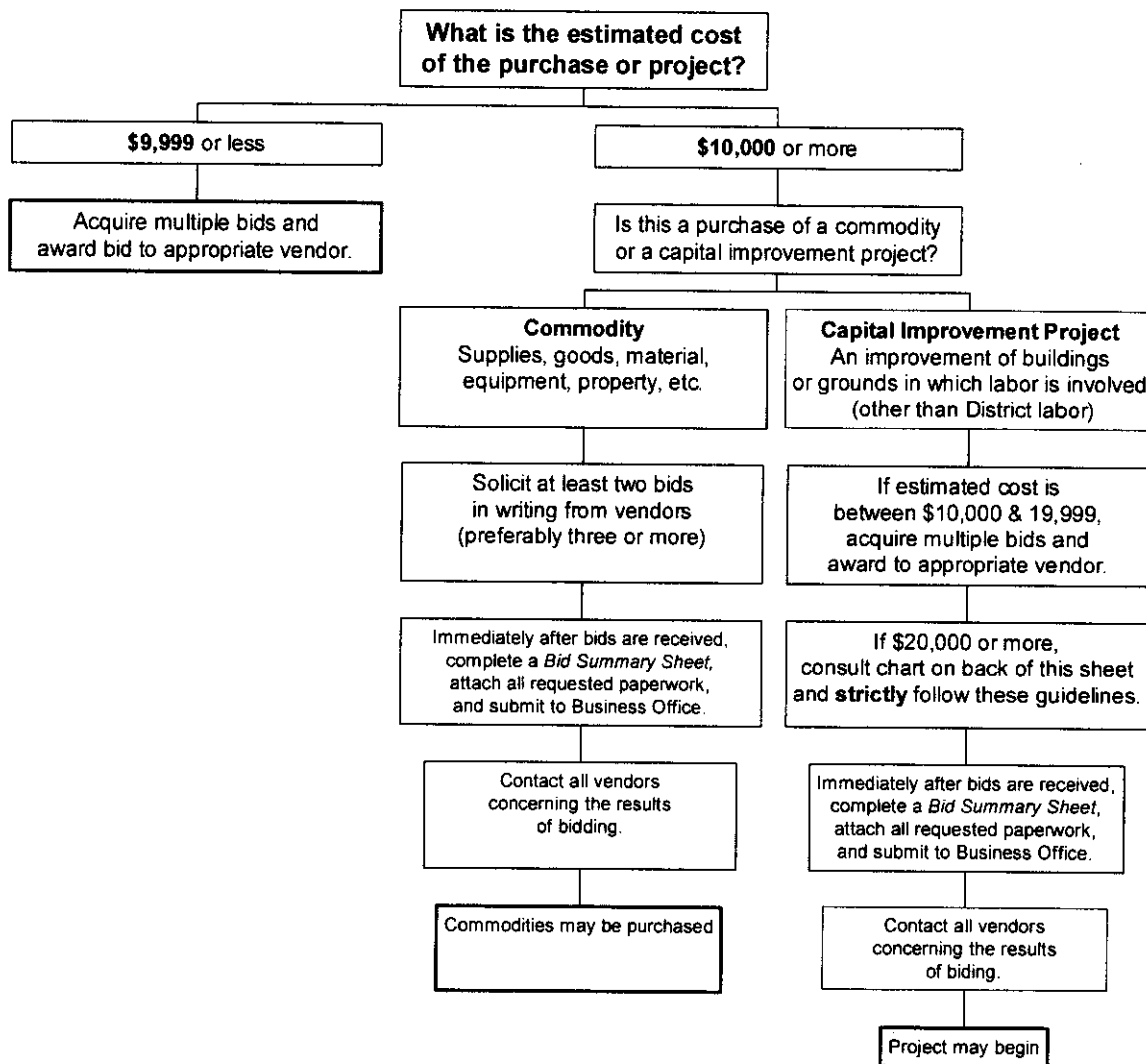 What is the estimated cost
of the purchase or project?
$9,999 or less
$10,000 or more
Acquire multiple bids and
award bid to appropriate vendor.
Is this a purchase of a commodity
or a capital improvement project?
Commodity
Supplies, goods, material,
equipment, property, etc.
Capital Improvement Project
An improvement of buildings
or grounds in which labor is involved
(other than District labor)
Solicit at least two bids
in writing from vendors
(preferably three or more)
If estimated cost is
between $10,000 & 19,999,
acquire multiple bids and
award to appropriate vendor.
Immediately after bids are received,
complete a Bid Summary Sheet,
attach all requested paperwork,
and submit to Business Office.
If $20,000 or more,
consult chart on back of this sheet
and strictly follow these guidelines.
Contact all vendors
concerning the results
of bidding.
Immediately after bids are received,
complete a Bid Summary Sheet,
attach all requested paperwork,
and submit to Business Office.
Commodities may be purchased
Contact all vendors
concerning the results
of biding.
Project may begin